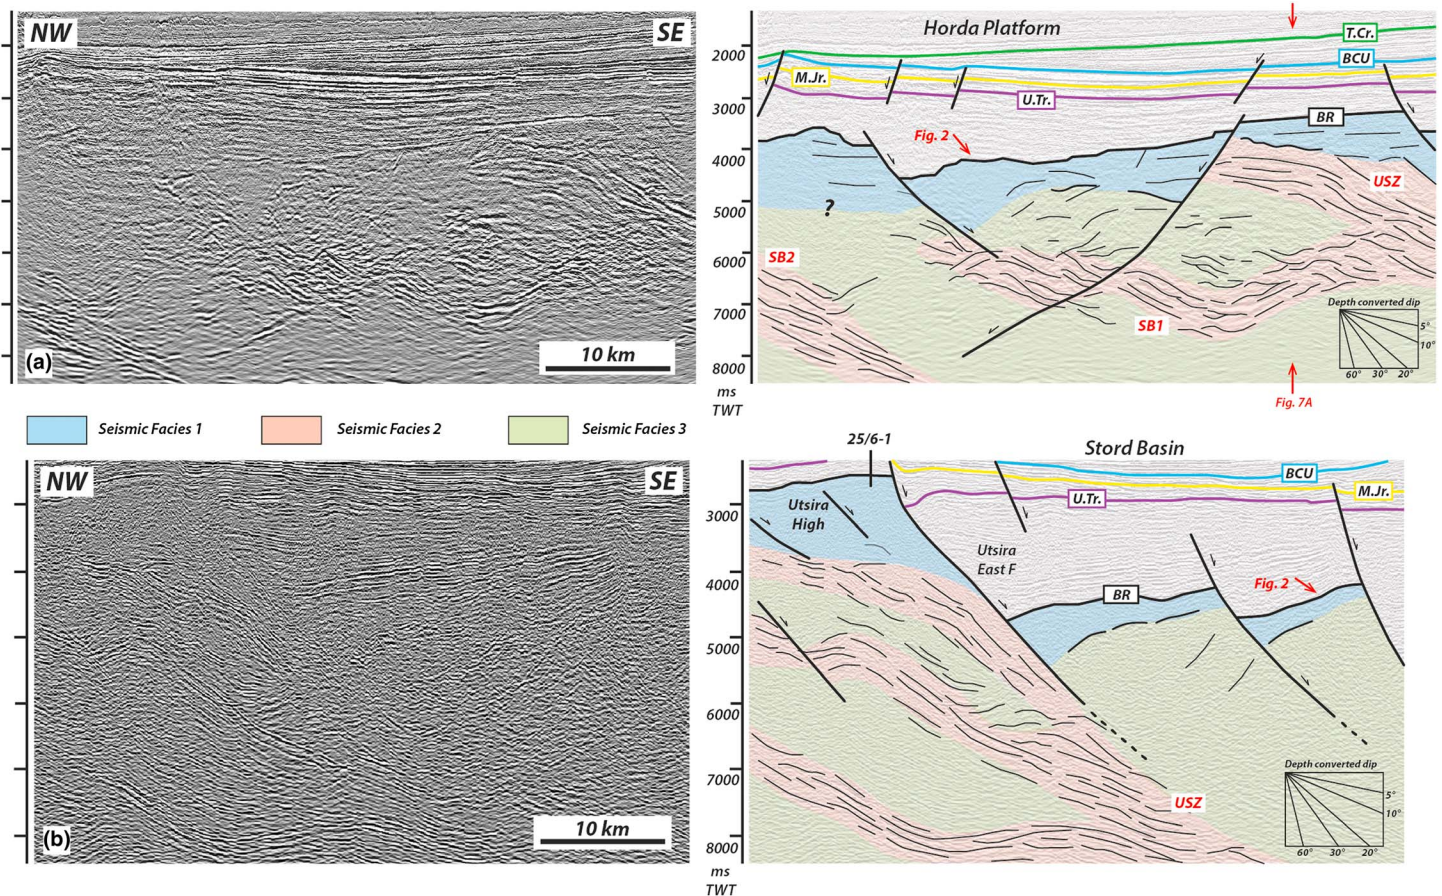 NW
SE
(a)
10 km
2000
3000
4000
5000
6000
7000
8000
ms
TWT
Horda Platform
T.Cr.
BCU
M.Jr.
U.Tr.
BR
Fig. 2
USZ
?
SB2
SB1
Depth converted dip
5°
10°
60° 30° 20°
Fig. 7A
Seismic Facies 1
Seismic Facies 2
Seismic Facies 3
NW
SE
(b)
10 km
3000
4000
5000
6000
7000
8000
ms
TWT
25/6-1
Stord Basin
BCU
M.Jr.
U.Tr.
Utsira
High
Utsira
East F
BR
Fig. 2
USZ
Depth converted dip
5°
10°
60° 30° 20°